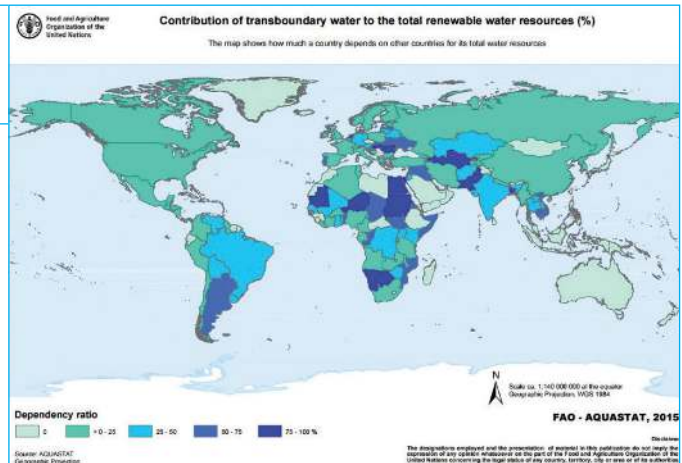 Food and Agriculture
Organization of the
United Nations
Contribution of transboundary water to the total renewable water resources (%)
The map shows how much a country depends on other countries for its total water resources
N
Scale ca. 1:140 000 000 at the equator
Geographic Projection, WGS 1984
FAO - AQUASTAT, 2015
Dependency ratio
0
+0 - 25
25 - 50
50 - 75
75 - 100 %
Source: AQUASTAT
Geographic Projection
Disclaimer
The designations employed and the presentation of material in this publication do not imply the
expression of any opinion whatsoever on the part of the Food and Agriculture Organization of the
United Nations concerning the legal status of any country, territory, city or area or of its authorities,